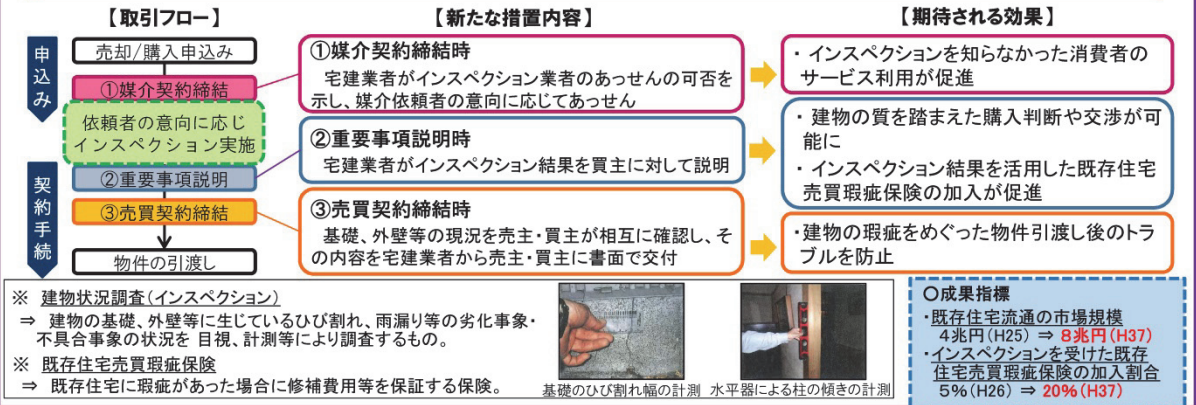 【取引フロー】
【新たな措置内容】
【期待される効果】
申込み
売却/購入申込み
①媒介契約締結
依頼者の意向に応じ
インスペクション実施
契約手続
②重要事項説明
③売買契約締結
物件の引渡し
①媒介契約締結時
宅建業者がインスペクション業者のあっせんの可否を
示し、媒介依頼者の意向に応じてあっせん
②重要事項説明時
宅建業者がインスペクション結果を買主に対して説明
③売買契約締結時
基礎、外壁等の現況を売主・買主が相互に確認し、そ
の内容を宅建業者から売主・買主に書面で交付
・インスペクションを知らなかった消費者の
サービス利用が促進
・建物の質を踏まえた購入判断や交渉が可
能に
・インスペクション結果を活用した既存住宅
売買瑕疵保険の加入が促進
・建物の瑕疵をめぐった物件引渡し後のトラ
ブルを防止
※ 建物状況調査(インスペクション)
⇒ 建物の基礎、外壁等に生じているひび割れ、雨漏り等の劣化事象・
不具合事象の状況を 目視、計測等により調査するもの。
※ 既存住宅売買瑕疵保険
⇒ 既存住宅に瑕疵があった場合に修補費用等を保証する保険。
基礎のひび割れ幅の計測
水平器による柱の傾きの計測
○成果指標
・既存住宅流通の市場規模
4兆円(H25) ⇒ 8兆円(H37)
・インスペクションを受けた既存
住宅売買瑕疵保険の加入割合
5%(H26) ⇒ 20%(H37)